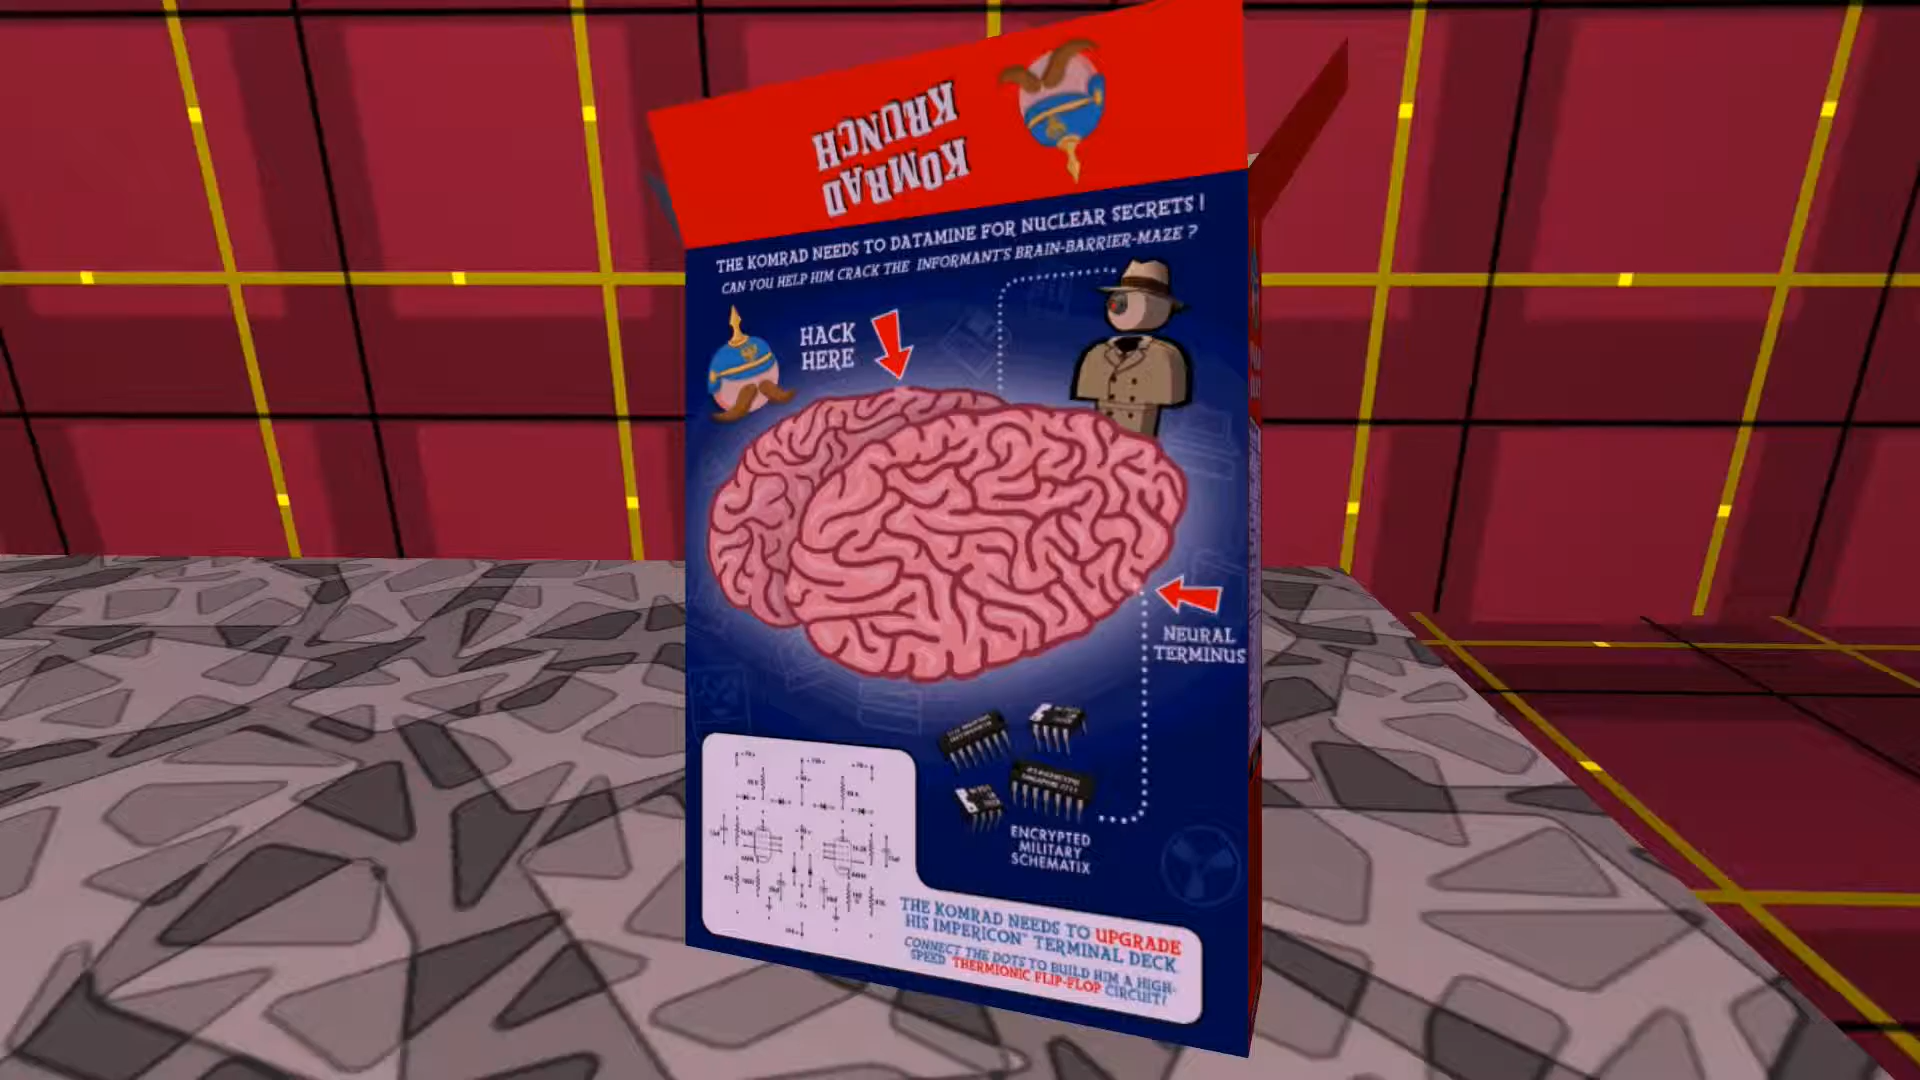 KOMRAD
KRUNCH
THE KOMRAD NEEDS TO DATAMINE FOR NUCLEAR SECRETS !
CAN YOU HELP HIM CRACK THE INFORMANT'S BRAIN-BARRIER-MAZE ?
HACK
HERE
NEURAL
TERMINUS
ENCRYPTED
MILITARY
SCHEMATIX
THE KOMRAD NEEDS TO UPGRADE
HIS IMPERICON™ TERMINAL DECK
CONNECT THE DOTS TO BUILD HIM A HIGH-
SPEED THERMIONIC FLIP-FLOP CIRCUIT!